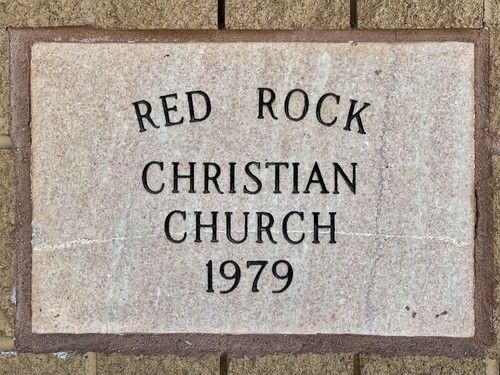 RED ROCK
CHRISTIAN
CHURCH
1979